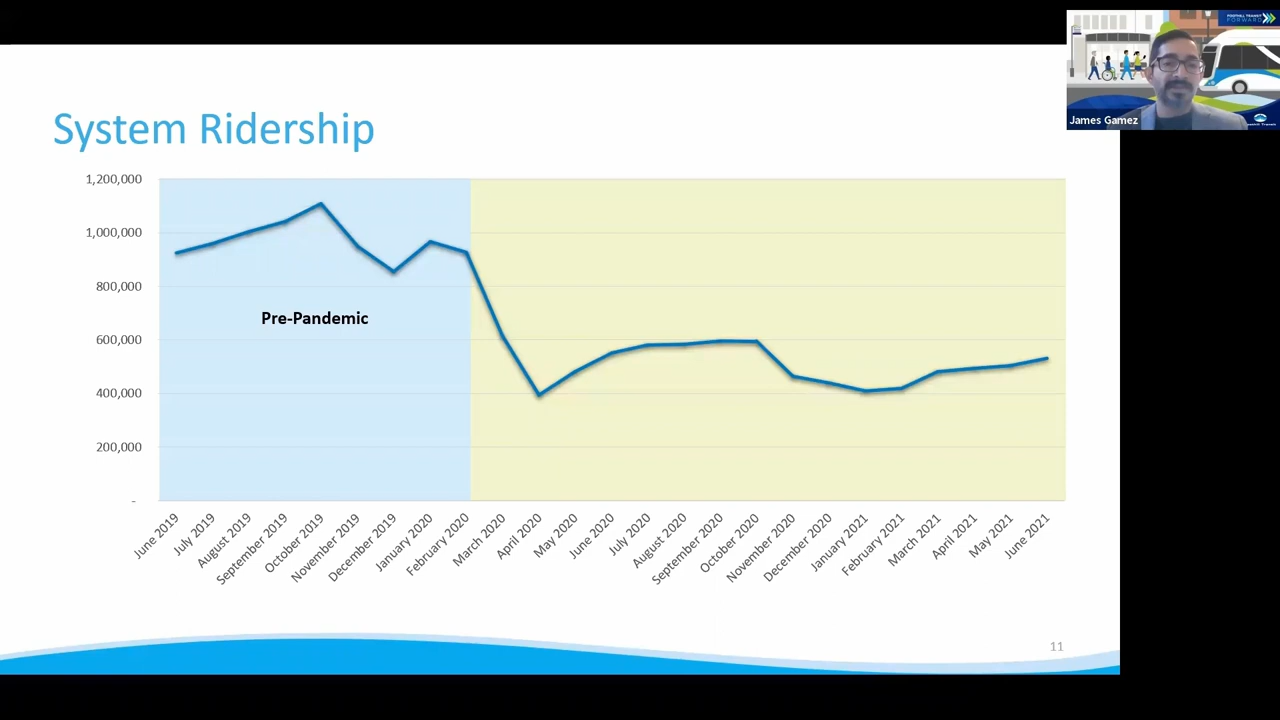 FOOTHILL TRANSIT
FORWARD
James Gamez
System Ridership
1,200,000
1,000,000
800,000
600,000
400,000
200,000
-
Pre-Pandemic
June 2019
July 2019
August 2019
September 2019
October 2019
November 2019
December 2019
January 2020
February 2020
March 2020
April 2020
May 2020
June 2020
July 2020
August 2020
September 2020
October 2020
November 2020
December 2020
January 2021
February 2021
March 2021
April 2021
May 2021
June 2021
11